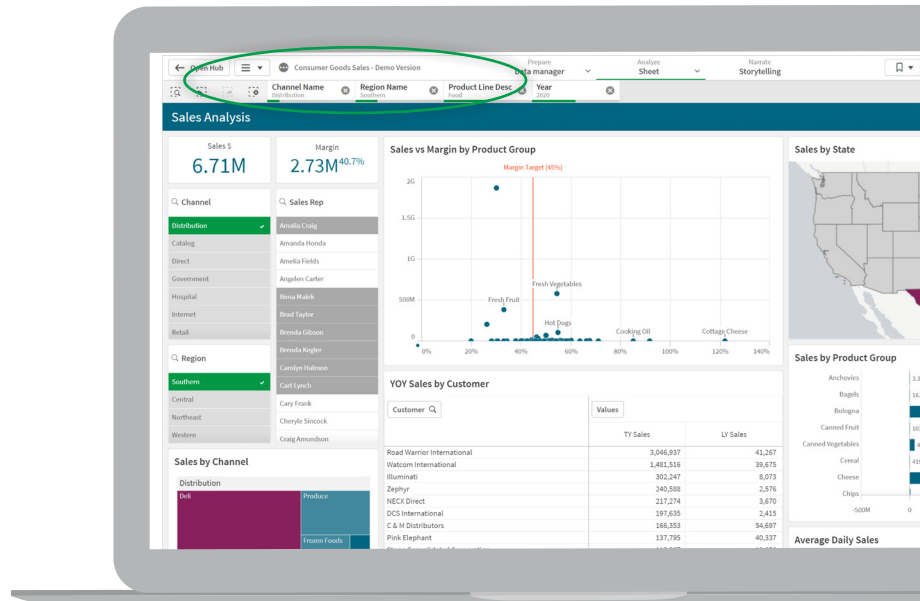 Open Hub
Consumer Goods Sales - Demo Version
Prepare
Data manager
Analyze
Sheet
Narrate
Storytelling
Channel Name
Distribution
Region Name
Southern
Product Line Desc
Food
Year
2020
Sales Analysis
Sales $
6.71M
Margin
2.73M 40.7%
Channel
Distribution
Catalog
Direct
Government
Hospital
Internet
Retail
Region
Southern
Central
Northeast
Western
Sales Rep
Amalia Craig
Amanda Honda
Amelia Fields
Angelen Carter
Bima Malek
Brad Taylor
Brenda Gibson
Brenda Kegler
Carolyn Halmon
Carl Lynch
Cary Frank
Cheryle Sincock
Craig Amundson
Sales by Channel
Distribution
Deli
Produce
Frozen Foods
Sales vs Margin by Product Group
Margin Target (45%)
2G
1.5G
1G
500M
0
Fresh Vegetables
Fresh Fruit
Hot Dogs
Cooking Oil
Cottage Cheese
0%
20%
40%
60%
80%
100%
120%
140%
YOY Sales by Customer
Customer
Values
TY Sales LY Sales
Road Warrior International 3,046,937 41,267
Watcom International 1,481,516 39,675
Illuminati 302,247 8,073
Zephyr 240,588 2,576
NECX Direct 217,274 3,670
DCS International 197,635 2,415
C & M Distributors 166,353 54,697
Pink Elephant 137,795 40,337
Sales by State
Sales by Product Group
Anchovies
Bagels
Bologna
Canned Fruit
Canned Vegetables
Cereal
Cheese
Chips
-500M
0
Average Daily Sales